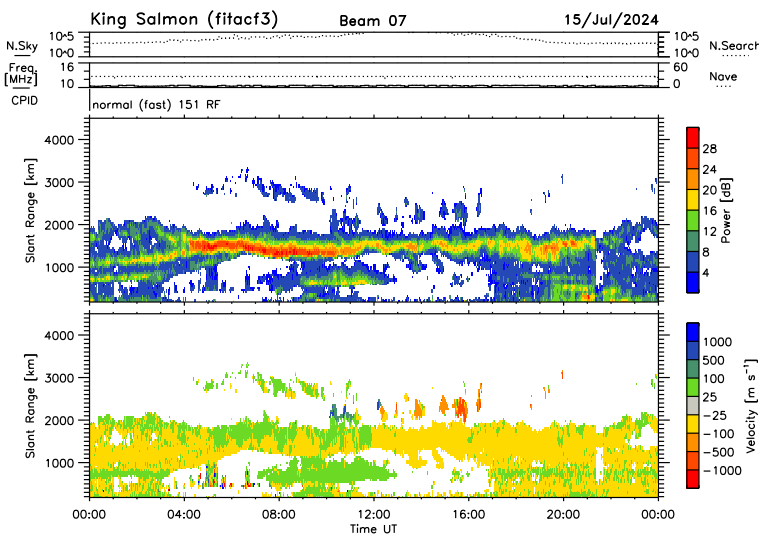 King Salmon (fitacf3) Beam 07 15/Jul/2024
N.Sky 10^5 10^0 10^5 10^0 N.Search
Freq. [MHz] 16 10 60 0 Nave
CPID normal (fast) 151 RF
Slant Range [km] 4000 3000 2000 1000
Power [dB] 28 24 20 16 12 8 4
Slant Range [km] 4000 3000 2000 1000
Velocity [m s⁻¹] 1000 500 100 25 −25 −100 −500 −1000
00:00 04:00 08:00 12:00 16:00 20:00 00:00
Time UT